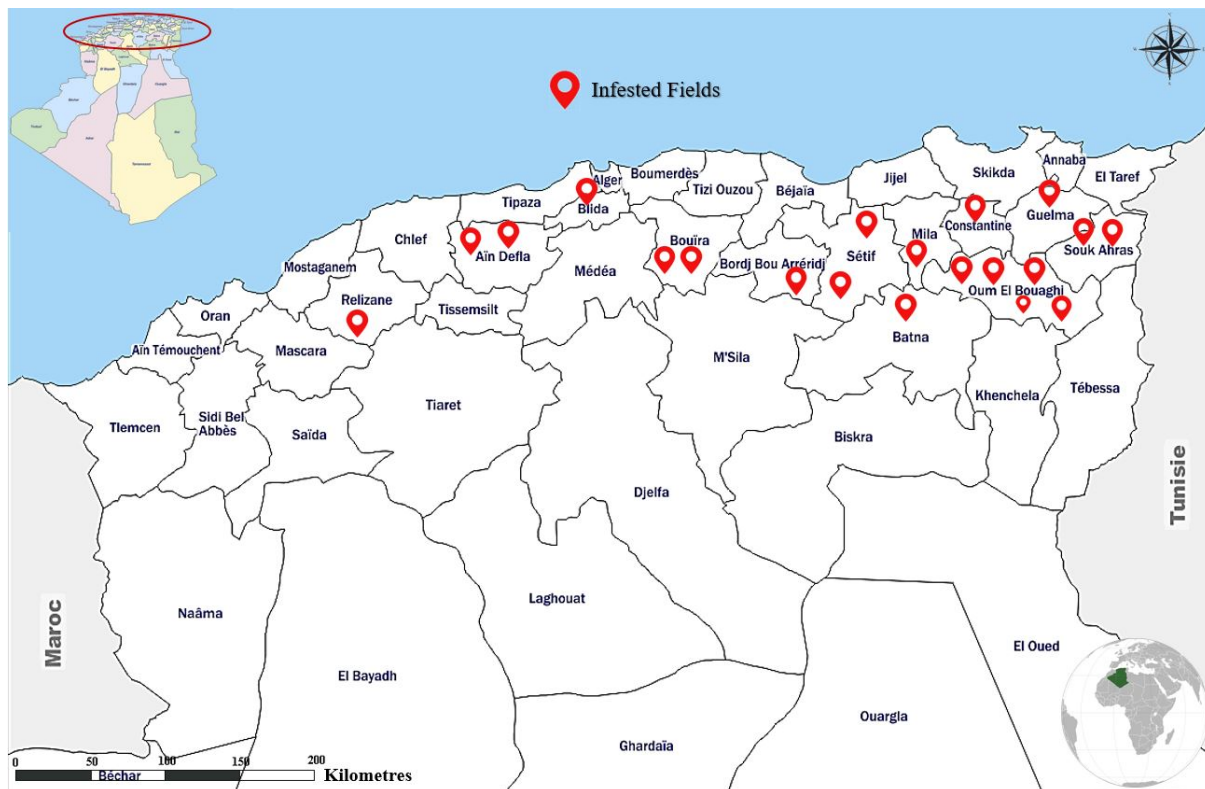 Infested Fields
Annaba
Skikda
El Taref
Alger
Boumerdès
Jijel
Tizi Ouzou
Béjaïa
Tipaza
Blida
Guelma
Constantine
Mila
Chlef
Bouïra
Souk Ahras
Aïn Defla
Sétif
Bordj Bou Arréridj
Médéa
Mostaganem
Oum El Bouaghi
Relizane
Tissemsilt
Oran
Batna
Mascara
Aïn Témouchent
M'Sila
Tébessa
Khenchela
Tiaret
Sidi Bel
Abbès
Tlemcen
Saïda
Biskra
Djelfa
Tunisie
Laghouat
Naâma
Maroc
El Oued
El Bayadh
Ouargla
Ghardaïa
0 50 100 150 200 Kilometres
Béchar